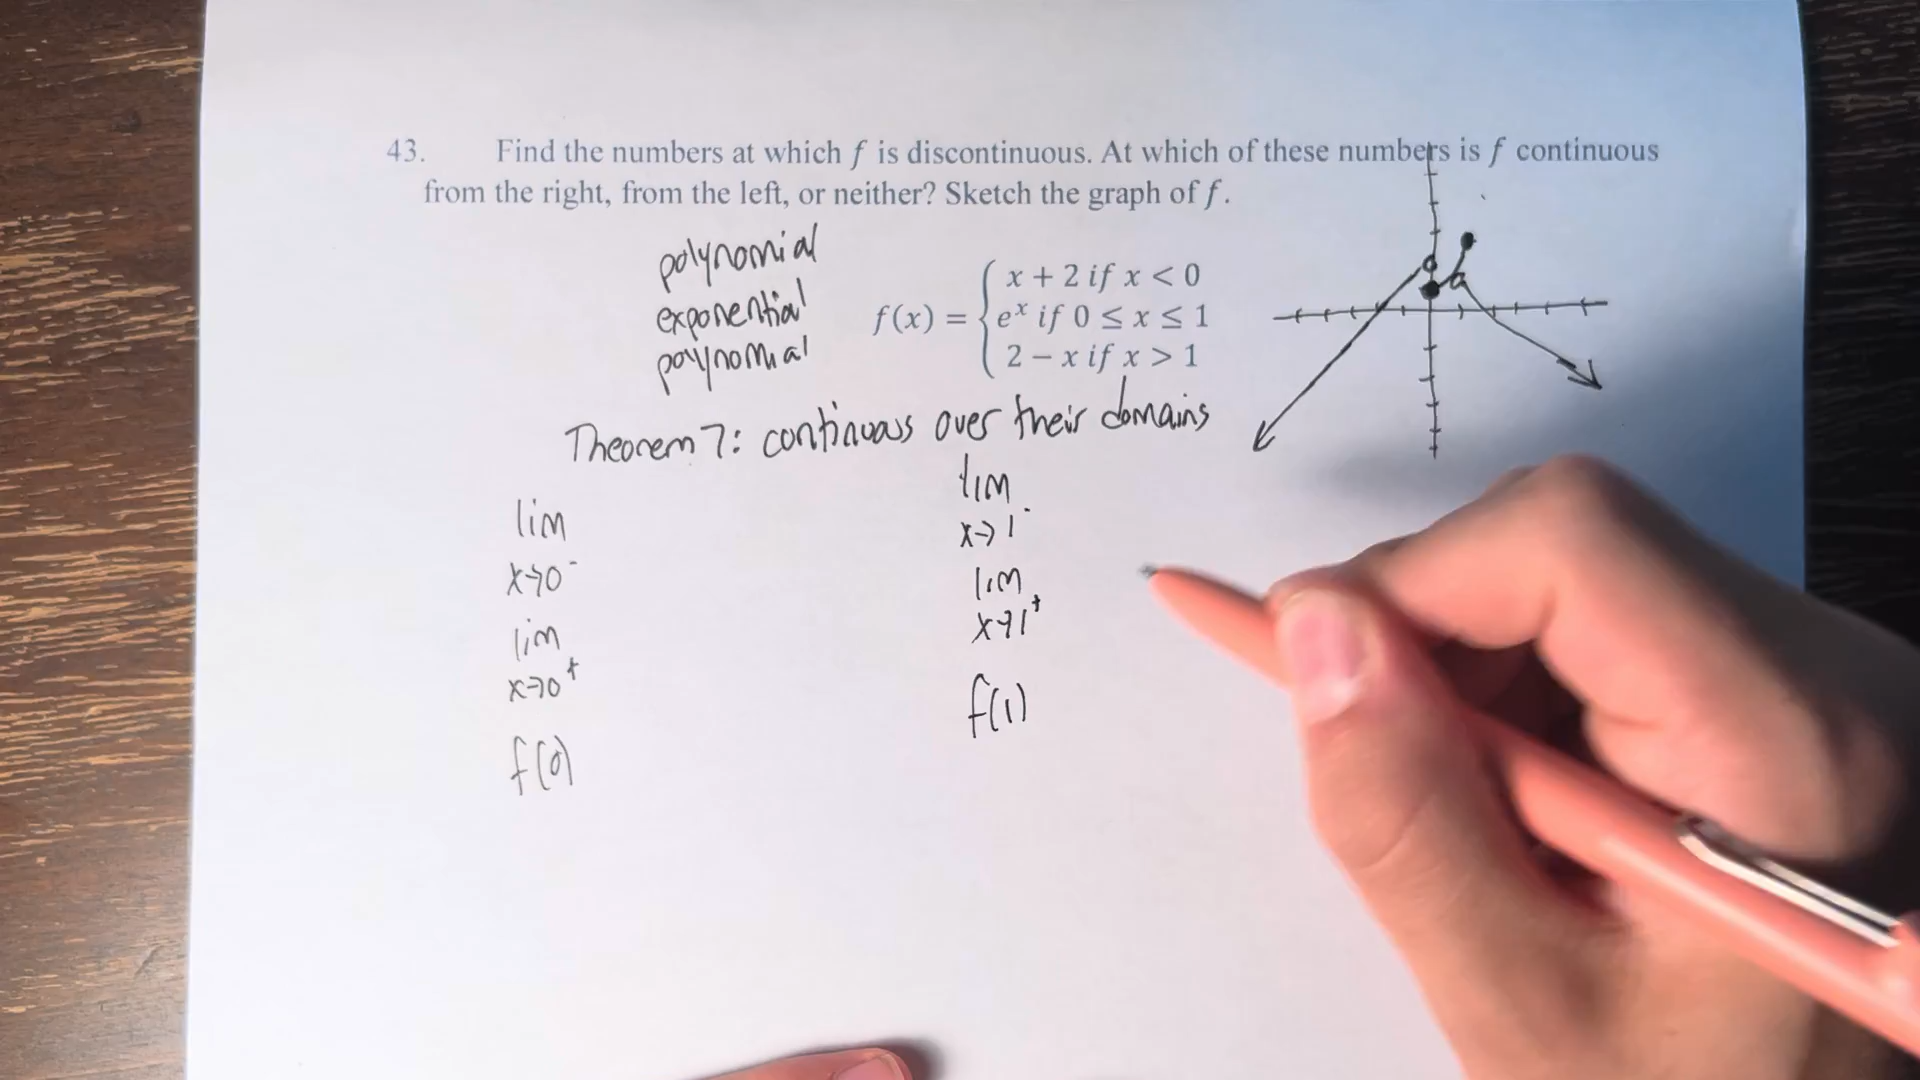 43. Find the numbers at which f is discontinuous. At which of these numbers is f continuous
from the right, from the left, or neither? Sketch the graph of f.
polynomial
exponential
polynomial
f(x) = {
x + 2 if x < 0
eˣ if 0 ≤ x ≤ 1
2 − x if x > 1
Theorem 7: continuous over their domains
lim
x→0⁻
lim
x→0⁺
f(0)
lim
x→1⁻
lim
x→1⁺
f(1)